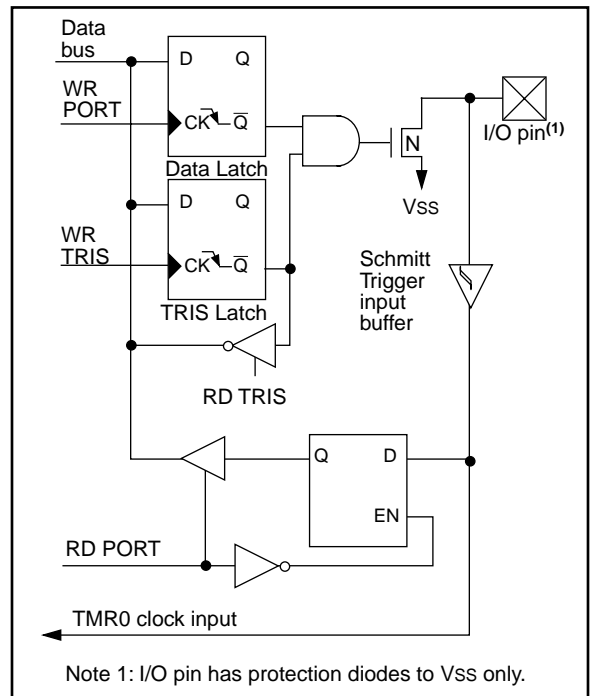 Data
bus
D Q
WR
PORT
CK Q
Data Latch
D Q
WR
TRIS
CK Q
TRIS Latch
RD TRIS
N
VSS
I/O pin(1)
Schmitt
Trigger
input
buffer
Q D
EN
RD PORT
TMR0 clock input
Note 1: I/O pin has protection diodes to VSS only.